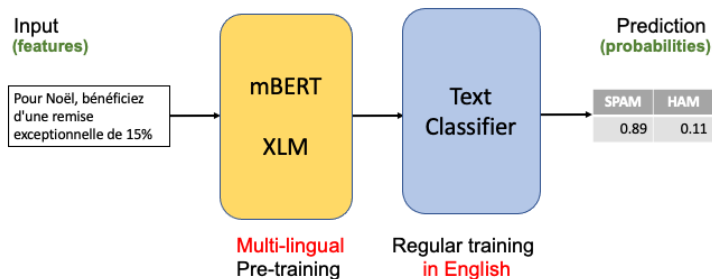 Input
(features)
Pour Noël, bénéficiez
d'une remise
exceptionnelle de 15%
mBERT
XLM
Multi-lingual
Pre-training
Text
Classifier
Regular training
in English
Prediction
(probabilities)
SPAM HAM
0.89 0.11